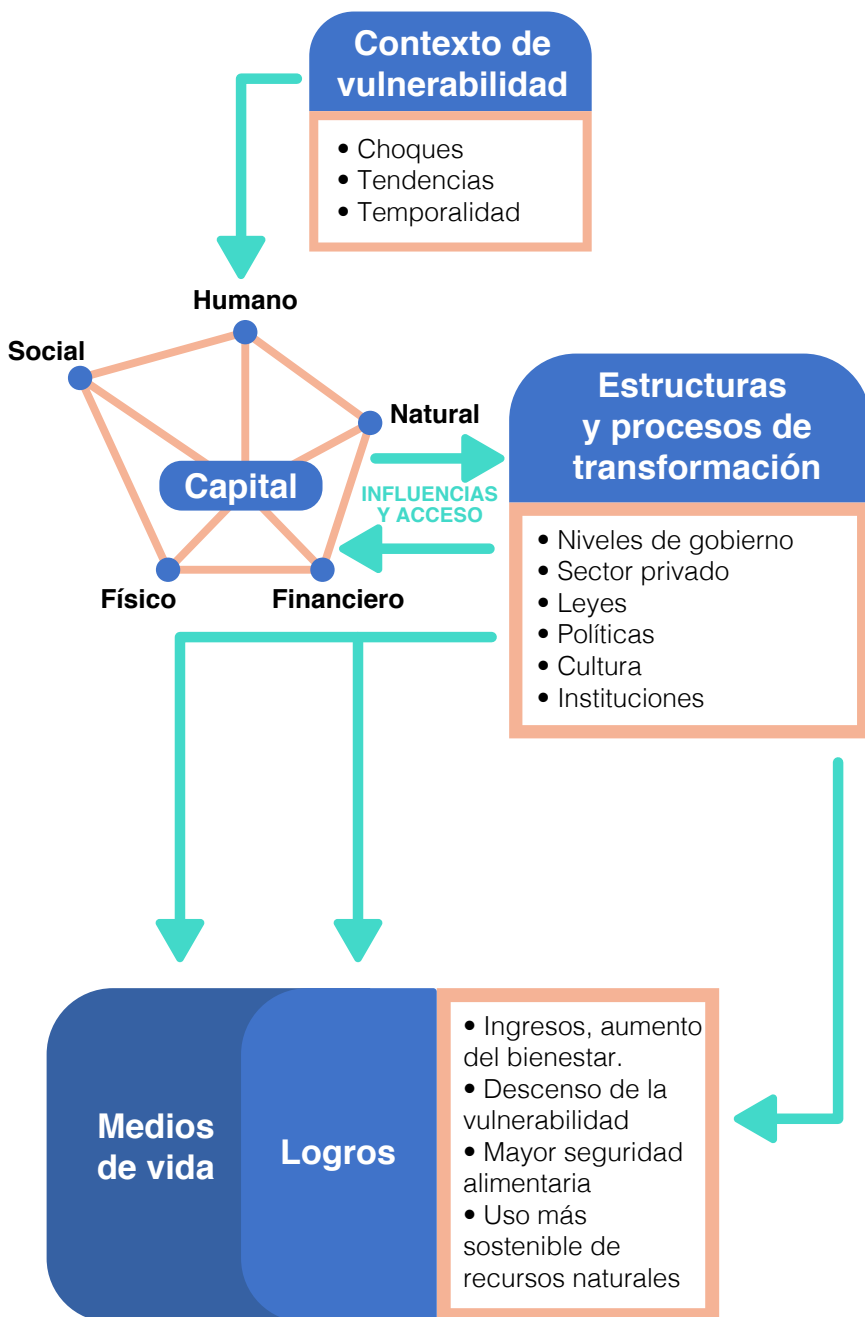 Contexto de
vulnerabilidad
• Choques
• Tendencias
• Temporalidad
Humano
Social
Natural
Capital
INFLUENCIAS
Y ACCESO
Físico
Financiero
Estructuras
y procesos de
transformación
• Niveles de gobierno
• Sector privado
• Leyes
• Políticas
• Cultura
• Instituciones
Medios
de vida
Logros
• Ingresos, aumento
del bienestar.
• Descenso de la
vulnerabilidad
• Mayor seguridad
alimentaria
• Uso más
sostenible de
recursos naturales